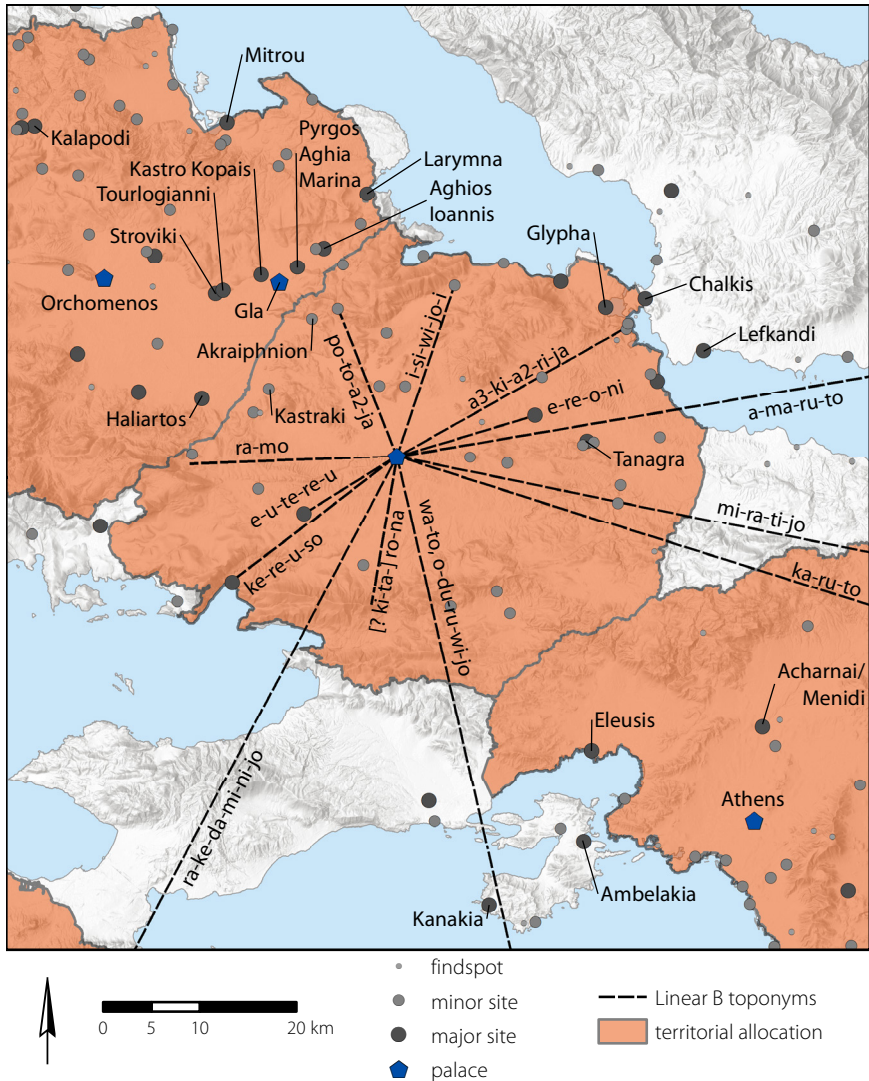 Mitrou
Kalapodi
Pyrgos
Aghia
Marina
Kastro Kopais
Tourlogianni
Larymna
Aghios
Ioannis
Stroviki
Glypha
Orchomenos
Gla
Chalkis
Akraiphnion
po-to-a2-ja
i-si-wi-jo-i
a3-ki-a2-ri-ja
Lefkandi
e-re-o-ni
a-ma-ru-to
Haliartos
Kastraki
ra-mo
Tanagra
e-u-te-re-u
mi-ra-ti-jo
ke-re-u-so
[? ki-ta-] ro-na
wa-to, o-du-ru-wi-jo
ka-ru-to
Acharnai/
Menidi
Eleusis
ra-ke-da-mi-ni-jo
Athens
Kanakia
Ambelakia
findspot
minor site
major site
palace
Linear B toponyms
territorial allocation
0 5 10 20 km